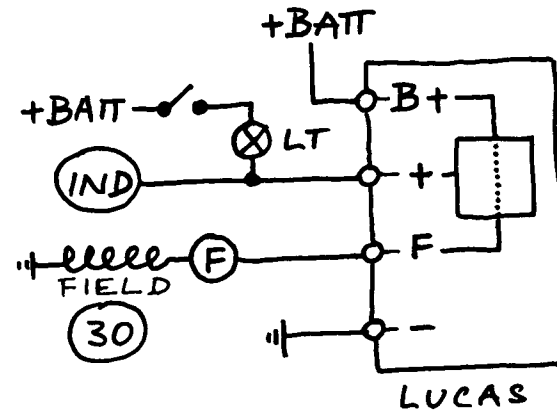 +BATT
B+
+BATT
LT
IND
+
F
F
FIELD
30
-
LUCAS